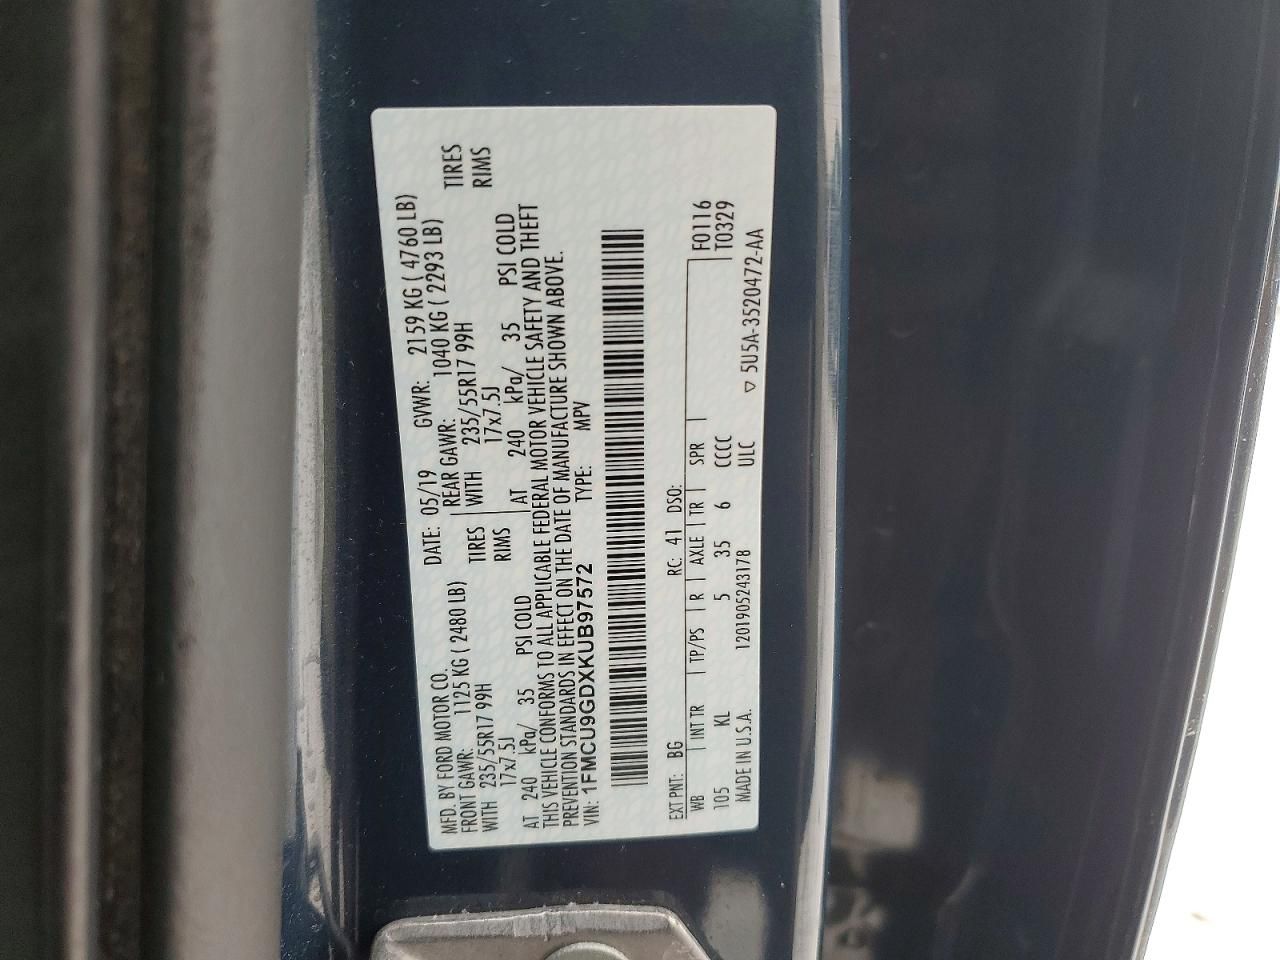 MFD. BY FORD MOTOR CO. DATE: 05/19 GVWR: 2159 KG ( 4760 LB)
FRONT GAWR: 1125 KG ( 2480 LB) REAR GAWR: 1040 KG ( 2293 LB)
WITH 235/55R17 99H TIRES WITH 235/55R17 99H TIRES
17x7.5J RIMS 17x7.5J RIMS
AT 240 kPa/ 35 PSI COLD AT 240 kPa/ 35 PSI COLD
THIS VEHICLE CONFORMS TO ALL APPLICABLE FEDERAL MOTOR VEHICLE SAFETY AND THEFT
PREVENTION STANDARDS IN EFFECT ON THE DATE OF MANUFACTURE SHOWN ABOVE.
VIN: 1FMCU9GDXKUB97572 TYPE: MPV
EXT PNT: BG RC: 41 DSO: F0116
WB INT TR TP/PS R AXLE TR SPR T0329
105 KL 5 35 6 CCCC
MADE IN U.S.A. 1201905243178 ULC ▽ 5U5A-3520472-AA